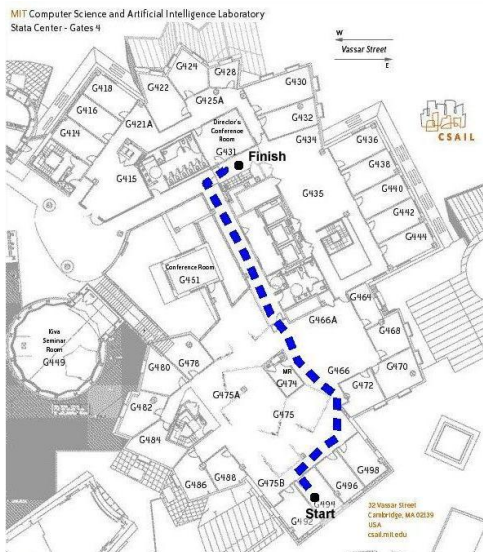 MIT Computer Science and Artificial Intelligence Laboratory
Stata Center - Gates 4
W
Vassar Street
E
CSAIL
G424
G428
G418
G422
G430
G416
G425A
G414
G421A
G432
Director's
Conference
Room
G434
G431
G436
Finish
G438
G415
G435
G440
G442
G444
Conference Room
G451
G464
G466A
Kiva
Seminar
Room
G449
G468
G478
G480
MR
G466
G470
G474
G472
G475A
G482
G475
G484
G498
G486
G488
G475B
G496
G494
G492
Start
32 Vassar Street
Cambridge, MA 02139
USA
csail.mit.edu